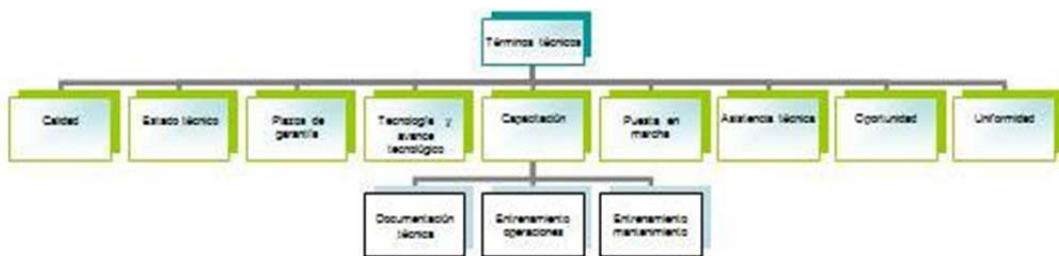 Términos técnicos
Calidad
Estado técnico
Plazos de
garantía
Tecnología y
avance
tecnológico
Capacitación
Puesta en
marcha
Asistencia técnica
Oportunidad
Uniformidad
Documentación
técnica
Entrenamiento
operaciones
Entrenamiento
mantenimiento